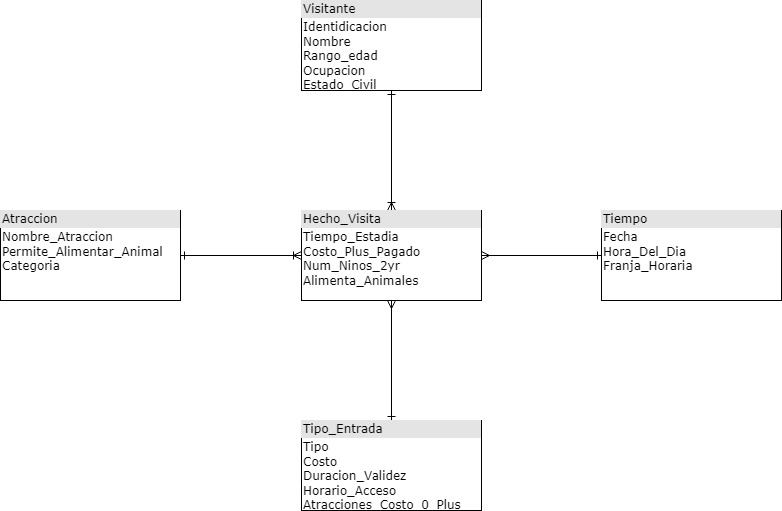 Visitante
Identidicacion
Nombre
Rango_edad
Ocupacion
Estado_Civil
Atraccion
Nombre_Atraccion
Permite_Alimentar_Animal
Categoria
Hecho_Visita
Tiempo_Estadia
Costo_Plus_Pagado
Num_Ninos_2yr
Alimenta_Animales
Tiempo
Fecha
Hora_Del_Dia
Franja_Horaria
Tipo_Entrada
Tipo
Costo
Duracion_Validez
Horario_Acceso
Atracciones_Costo_0_Plus